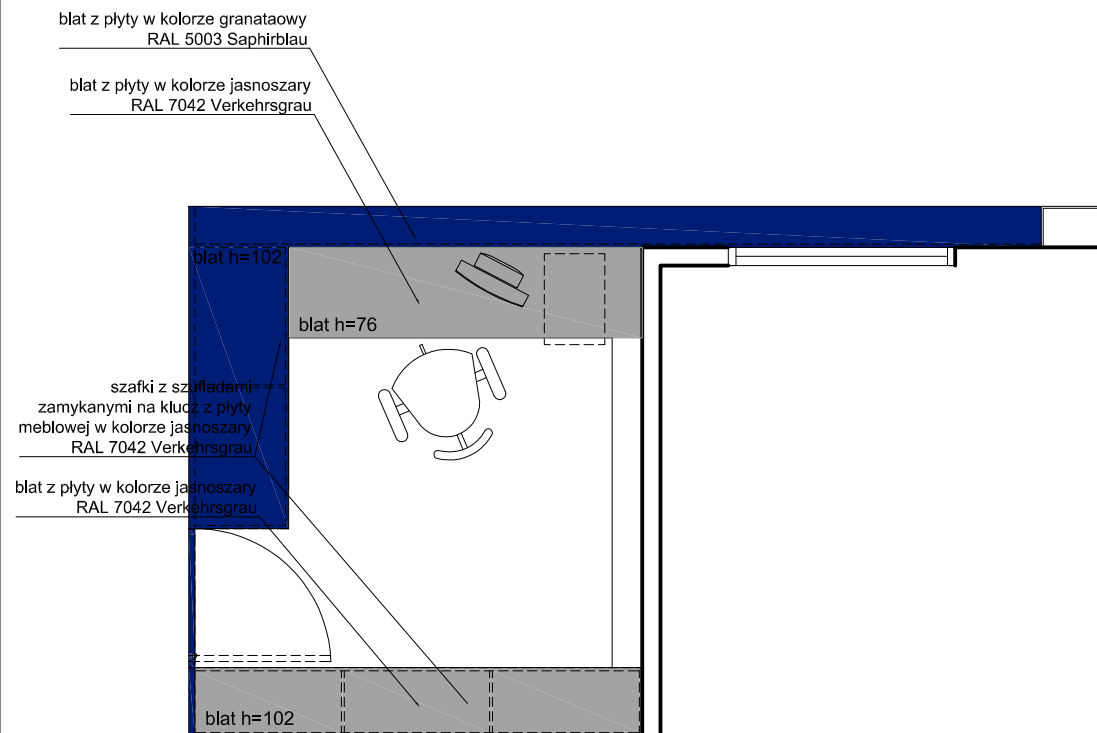 blat z płyty w kolorze granataowy
RAL 5003 Saphirblau
blat z płyty w kolorze jasnoszary
RAL 7042 Verkehrsgrau
blat h=102
blat h=76
szafki z szufladami
zamykanymi na klucz z płyty
meblowej w kolorze jasnoszary
RAL 7042 Verkehrsgrau
blat z płyty w kolorze jasnoszary
RAL 7042 Verkehrsgrau
blat h=102